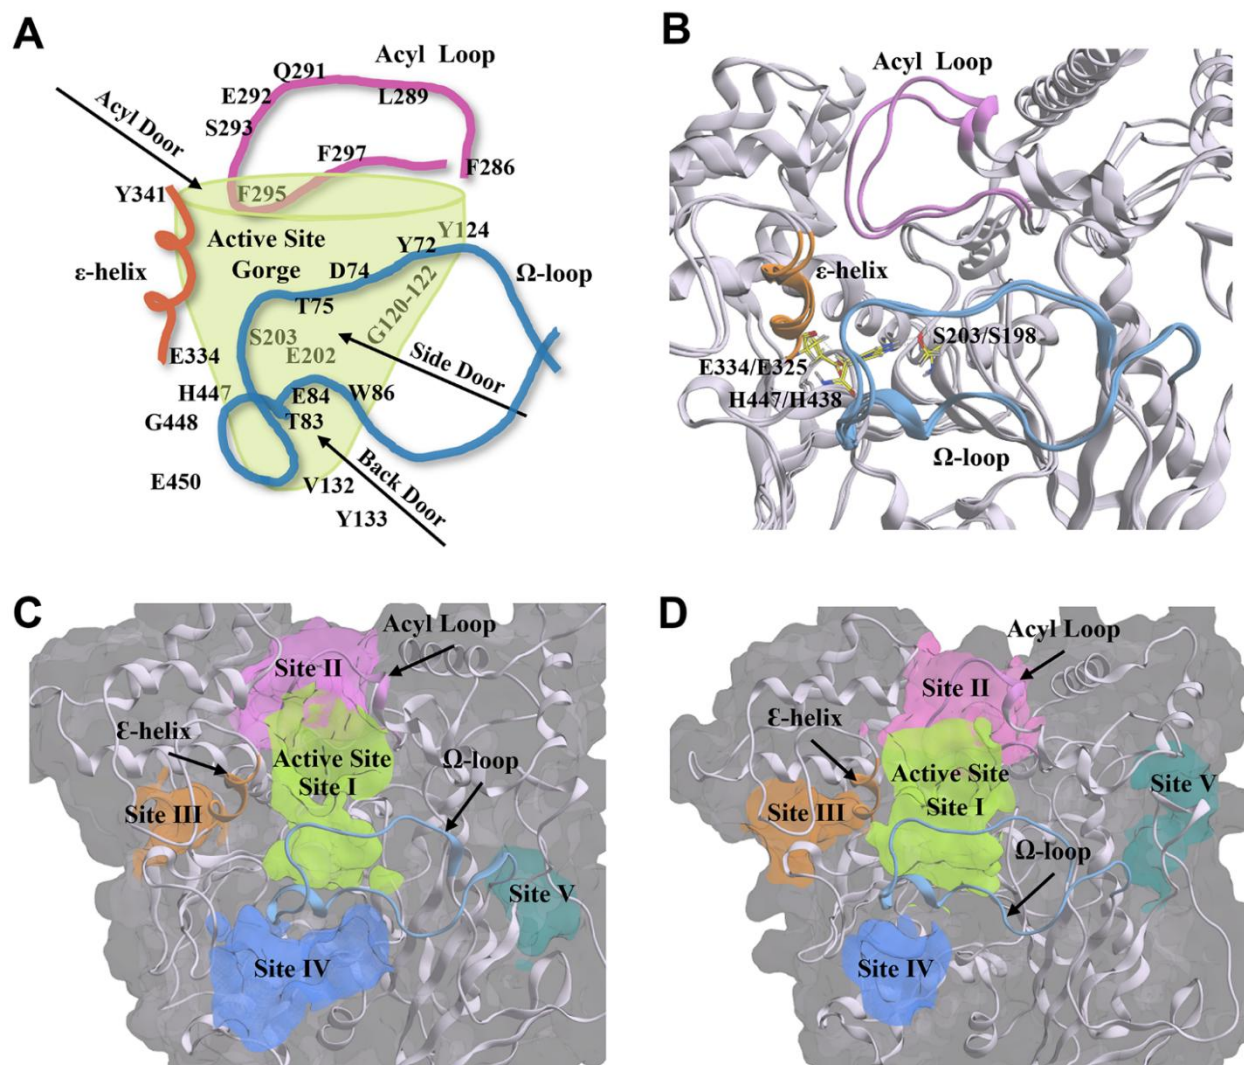 A
Acyl Loop
Q291
E292
L289
S293
Acyl Door
F297
F286
Y341
F295
Active Site
Gorge
Y124
Y72
ε-helix
D74
Ω-loop
T75
G120-122
S203
E202
E334
Side Door
H447
E84
W86
G448
T83
Back Door
E450
V132
Y133
B
Acyl Loop
ε-helix
S203/S198
E334/E325
H447/H438
Ω-loop
C
Acyl Loop
Site II
Ɛ-helix
Active Site
Site I
Ω-loop
Site III
Site V
Site IV
D
Acyl Loop
Site II
Ɛ-helix
Active Site
Site I
Site V
Site III
Ω-loop
Site IV